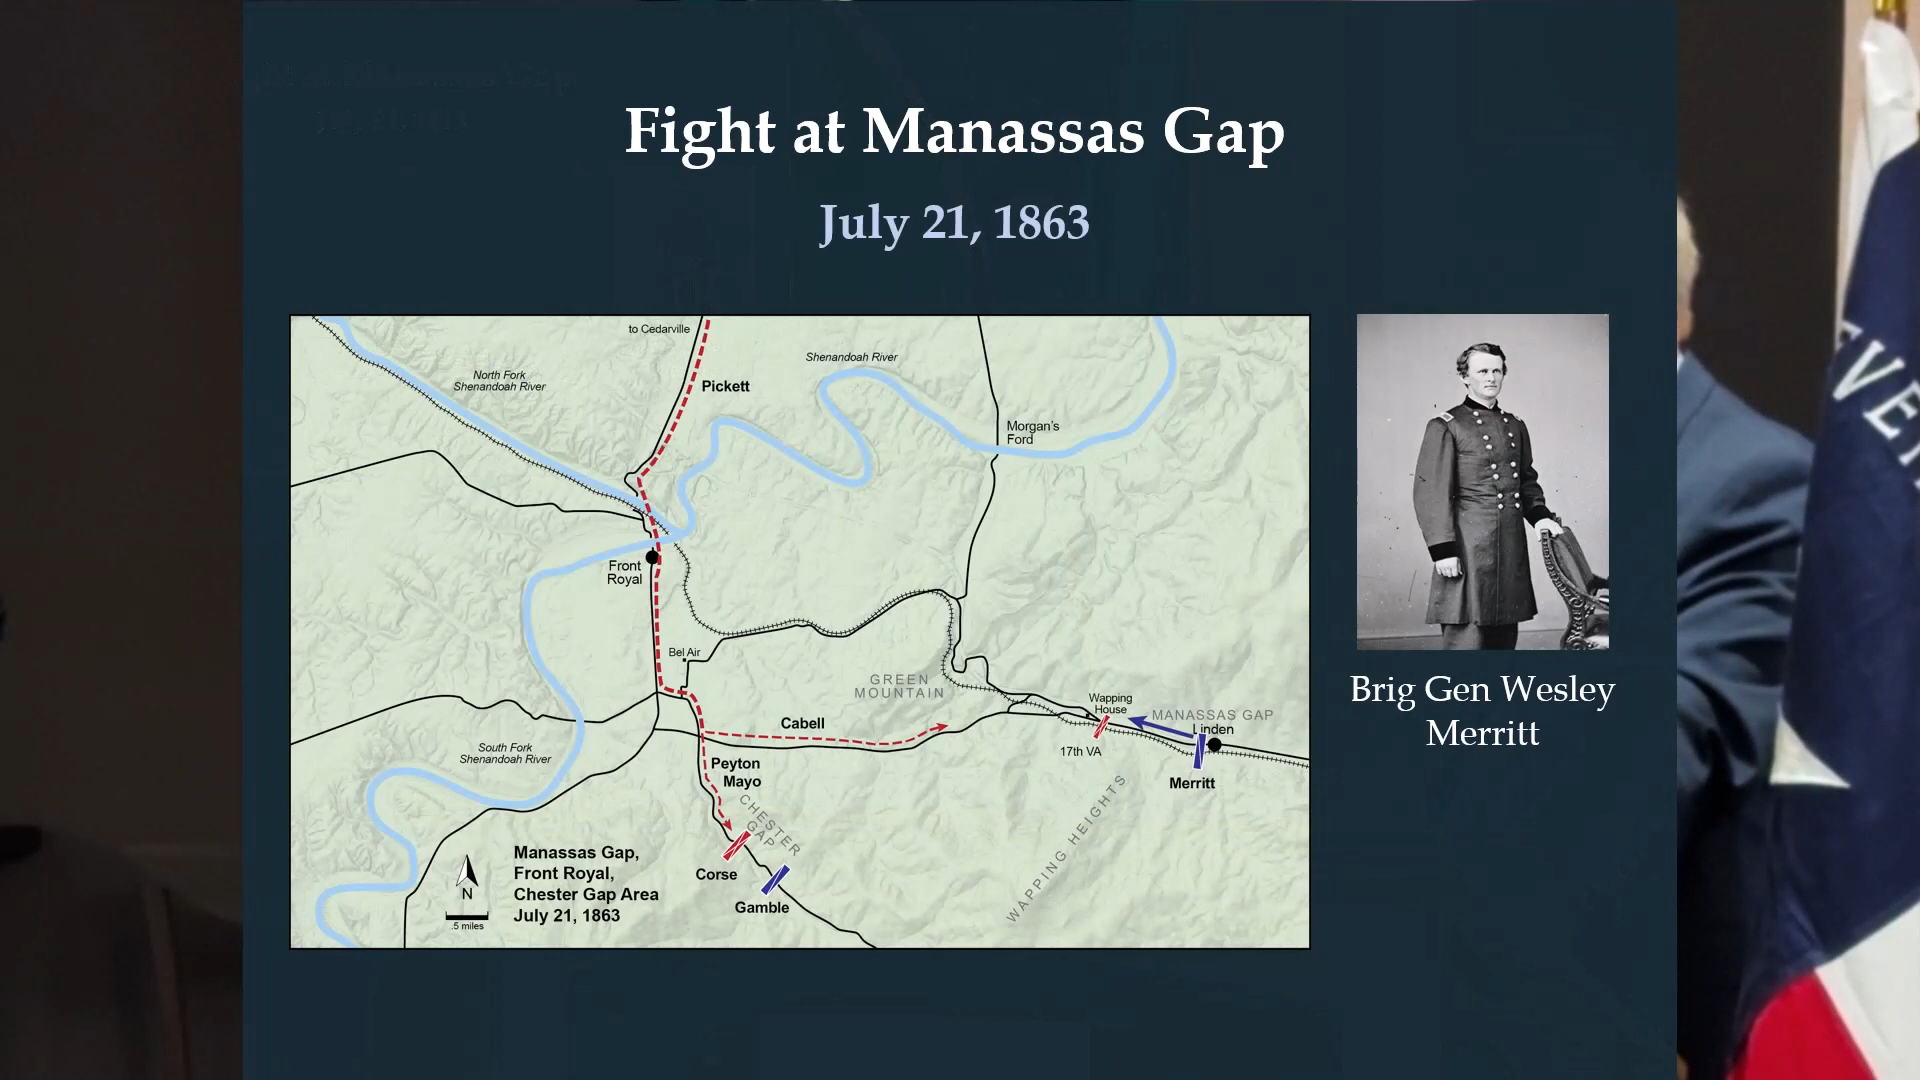 Fight at Manassas Gap
July 21, 1863
to Cedarville
Shenandoah River
North Fork
Shenandoah River
Pickett
Morgan's
Ford
Front
Royal
Bel Air
GREEN
MOUNTAIN
Wapping
House
MANASSAS GAP
Linden
Cabell
17th VA
South Fork
Shenandoah River
Peyton
Mayo
Merritt
CHESTER
GAP
WAPPING HEIGHTS
Corse
Gamble
N
.5 miles
Manassas Gap,
Front Royal,
Chester Gap Area
July 21, 1863
Brig Gen Wesley
Merritt